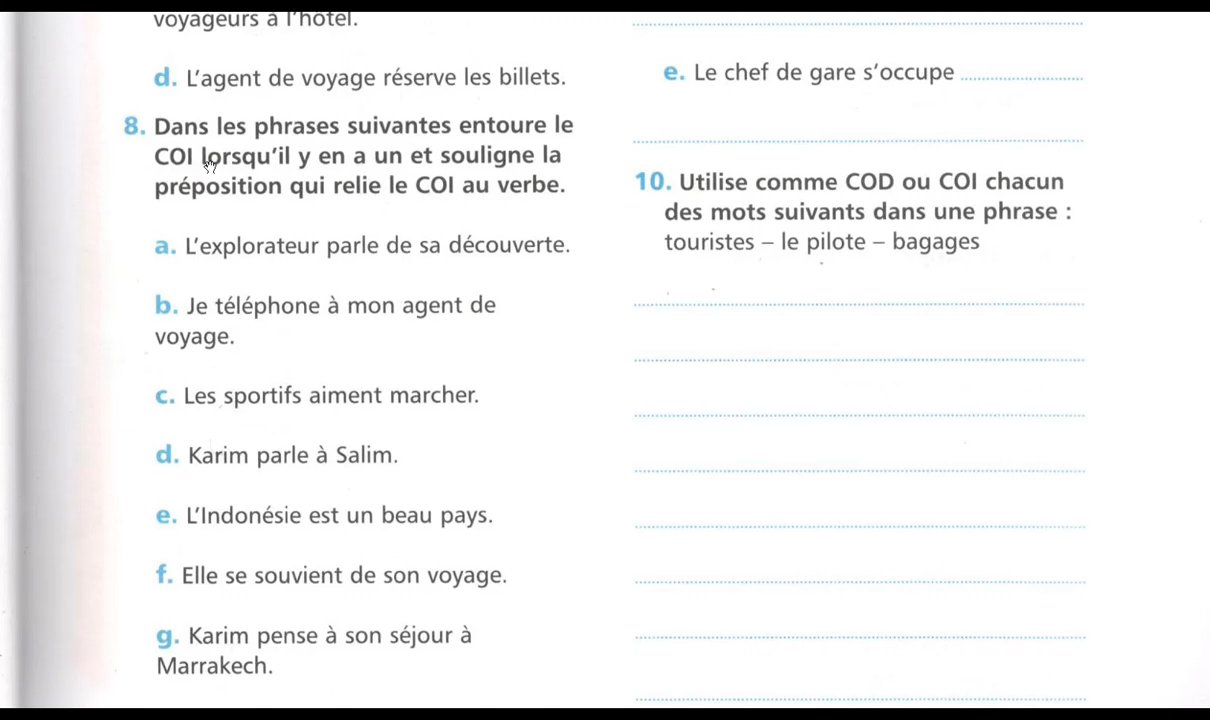 voyageurs à l'hôtel.
d. L'agent de voyage réserve les billets.
8. Dans les phrases suivantes entoure le
COI lorsqu'il y en a un et souligne la
préposition qui relie le COI au verbe.
a. L'explorateur parle de sa découverte.
b. Je téléphone à mon agent de
voyage.
c. Les sportifs aiment marcher.
d. Karim parle à Salim.
e. L'Indonésie est un beau pays.
f. Elle se souvient de son voyage.
g. Karim pense à son séjour à
Marrakech.
e. Le chef de gare s'occupe
10. Utilise comme COD ou COI chacun
des mots suivants dans une phrase :
touristes – le pilote – bagages